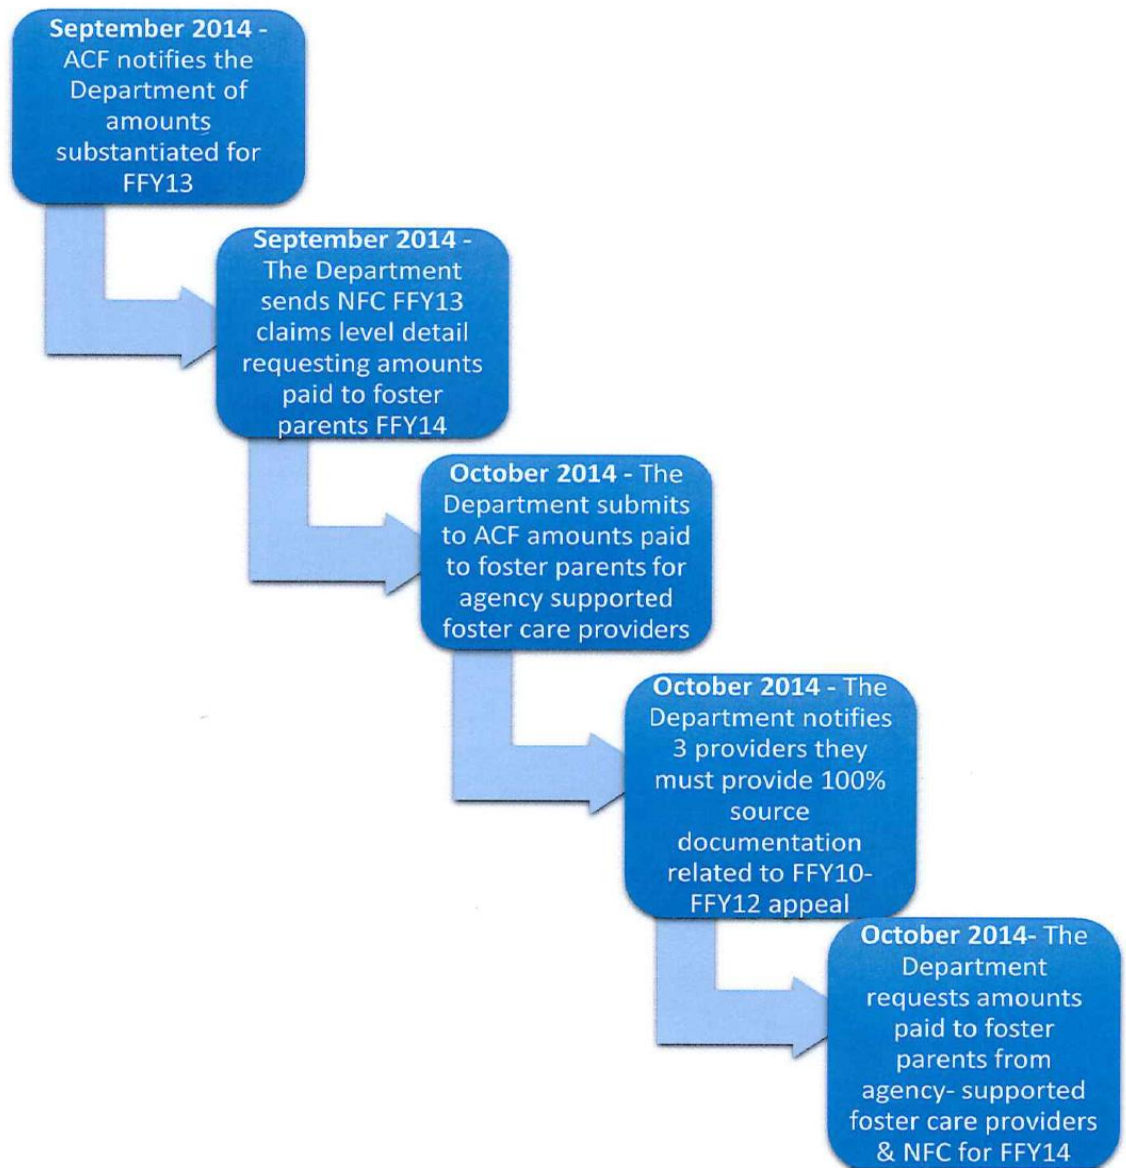 September 2014 -
ACF notifies the
Department of
amounts
substantiated for
FFY13
September 2014 -
The Department
sends NFC FFY13
claims level detail
requesting amounts
paid to foster
parents FFY14
October 2014 - The
Department submits
to ACF amounts paid
to foster parents for
agency supported
foster care providers
October 2014 - The
Department notifies
3 providers they
must provide 100%
source
documentation
related to FFY10-
FFY12 appeal
October 2014- The
Department
requests amounts
paid to foster
parents from
agency- supported
foster care providers
& NFC for FFY14